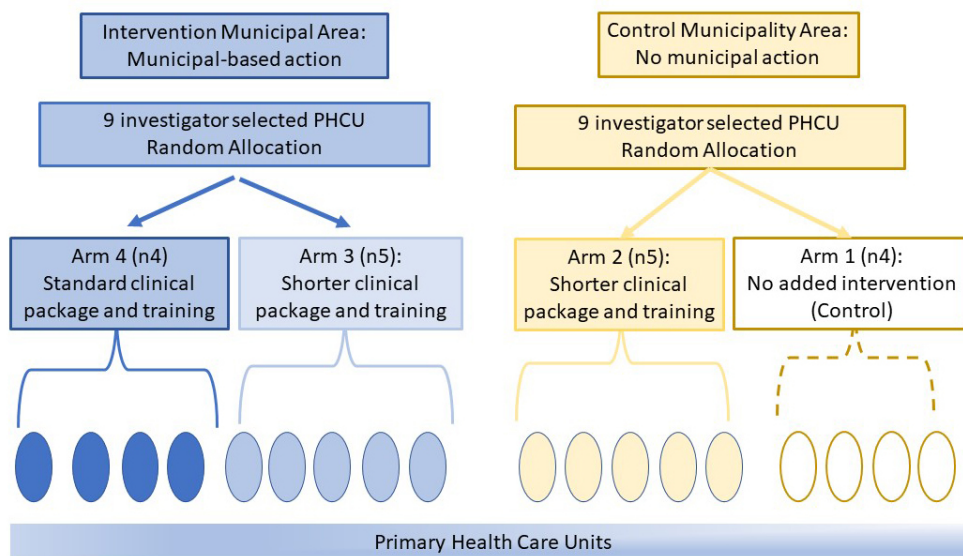 Intervention Municipal Area:
Municipal-based action
Control Municipality Area:
No municipal action
9 investigator selected PHCU
Random Allocation
9 investigator selected PHCU
Random Allocation
Arm 4 (n4)
Standard clinical
package and training
Arm 3 (n5):
Shorter clinical
package and training
Arm 2 (n5):
Shorter clinical
package and training
Arm 1 (n4):
No added intervention
(Control)
Primary Health Care Units